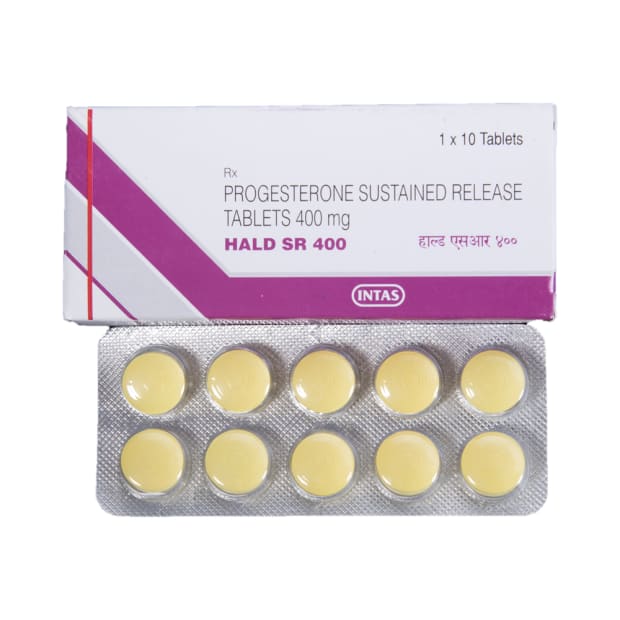 1 x 10 Tablets
Rx
PROGESTERONE SUSTAINED RELEASE
TABLETS 400 mg
HALD SR 400
हाल्ड एसआर ४००
INTAS